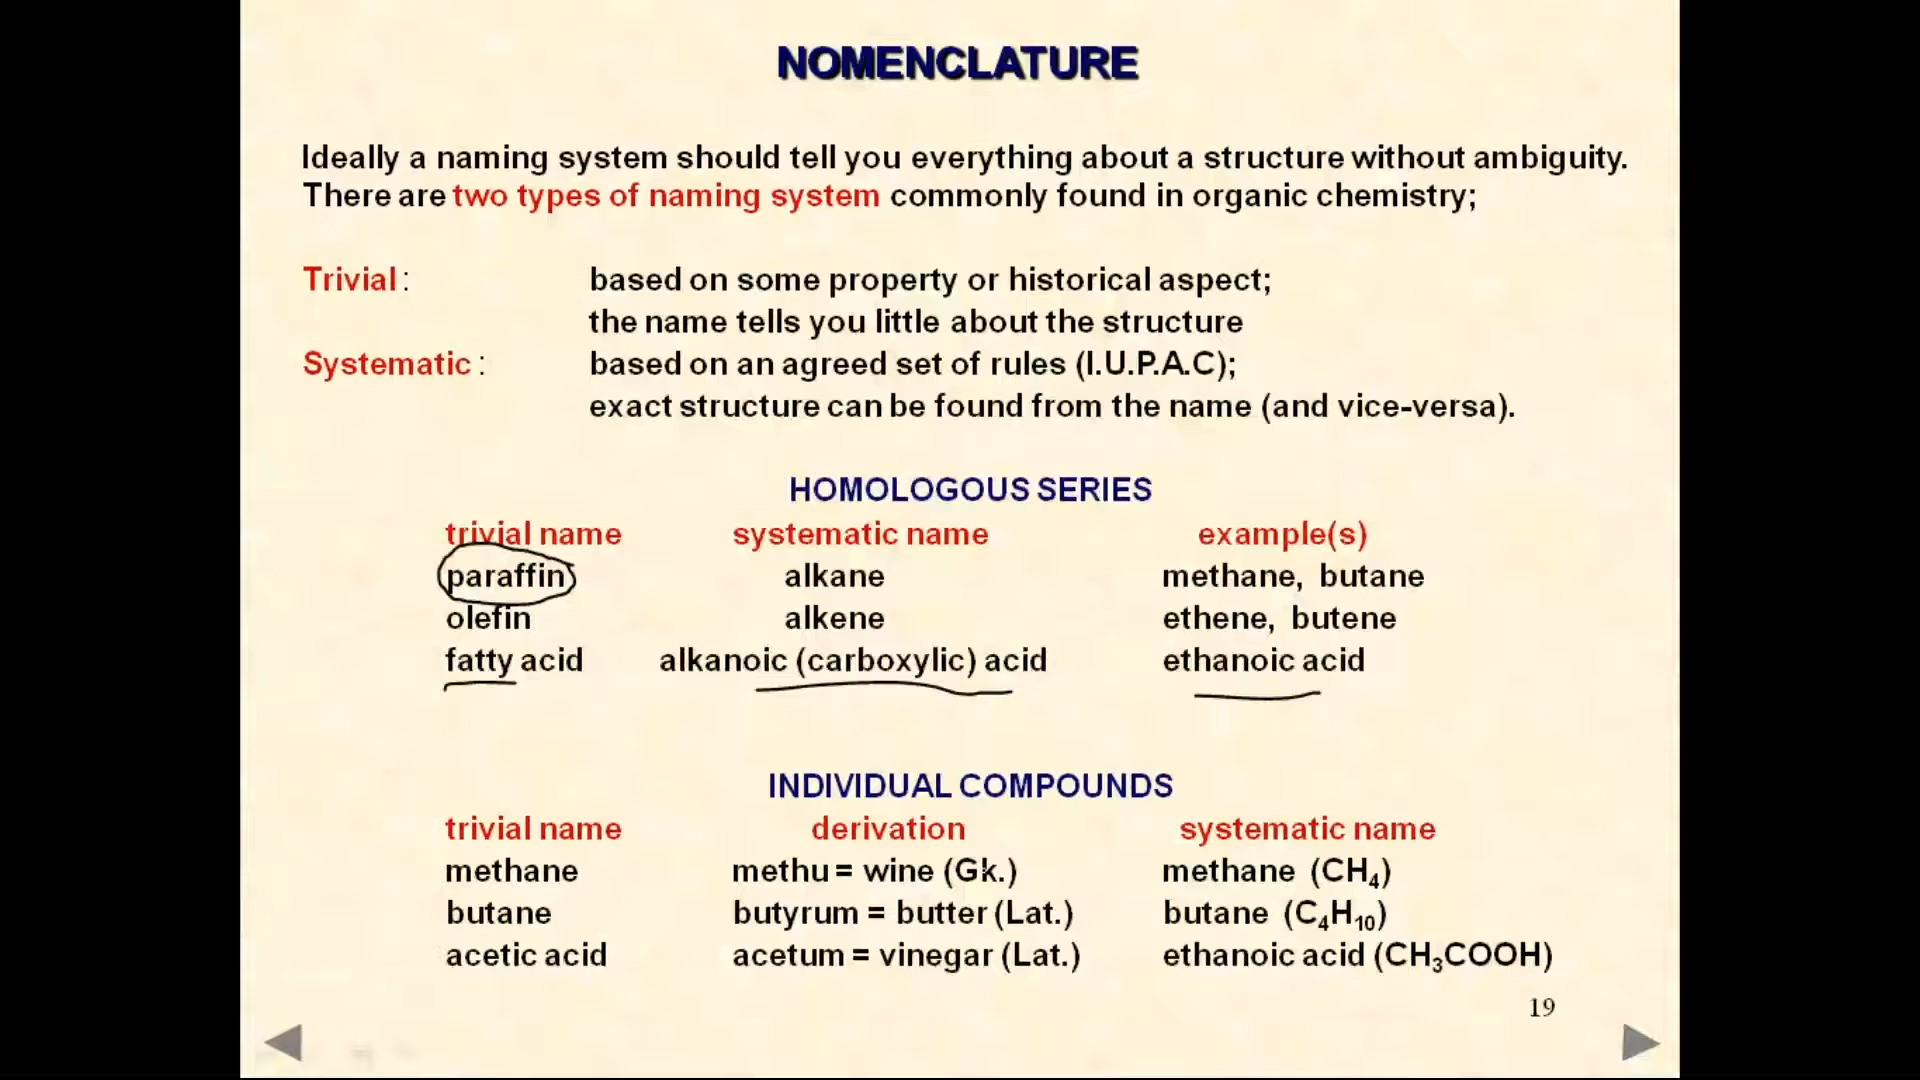 NOMENCLATURE
Ideally a naming system should tell you everything about a structure without ambiguity.
There are two types of naming system commonly found in organic chemistry;
Trivial : based on some property or historical aspect;
the name tells you little about the structure
Systematic : based on an agreed set of rules (I.U.P.A.C);
exact structure can be found from the name (and vice-versa).
HOMOLOGOUS SERIES
trivial name systematic name example(s)
paraffin alkane methane, butane
olefin alkene ethene, butene
fatty acid alkanoic (carboxylic) acid ethanoic acid
INDIVIDUAL COMPOUNDS
trivial name derivation systematic name
methane methu = wine (Gk.) methane (CH₄)
butane butyrum = butter (Lat.) butane (C₄H₁₀)
acetic acid acetum = vinegar (Lat.) ethanoic acid (CH₃COOH)
19